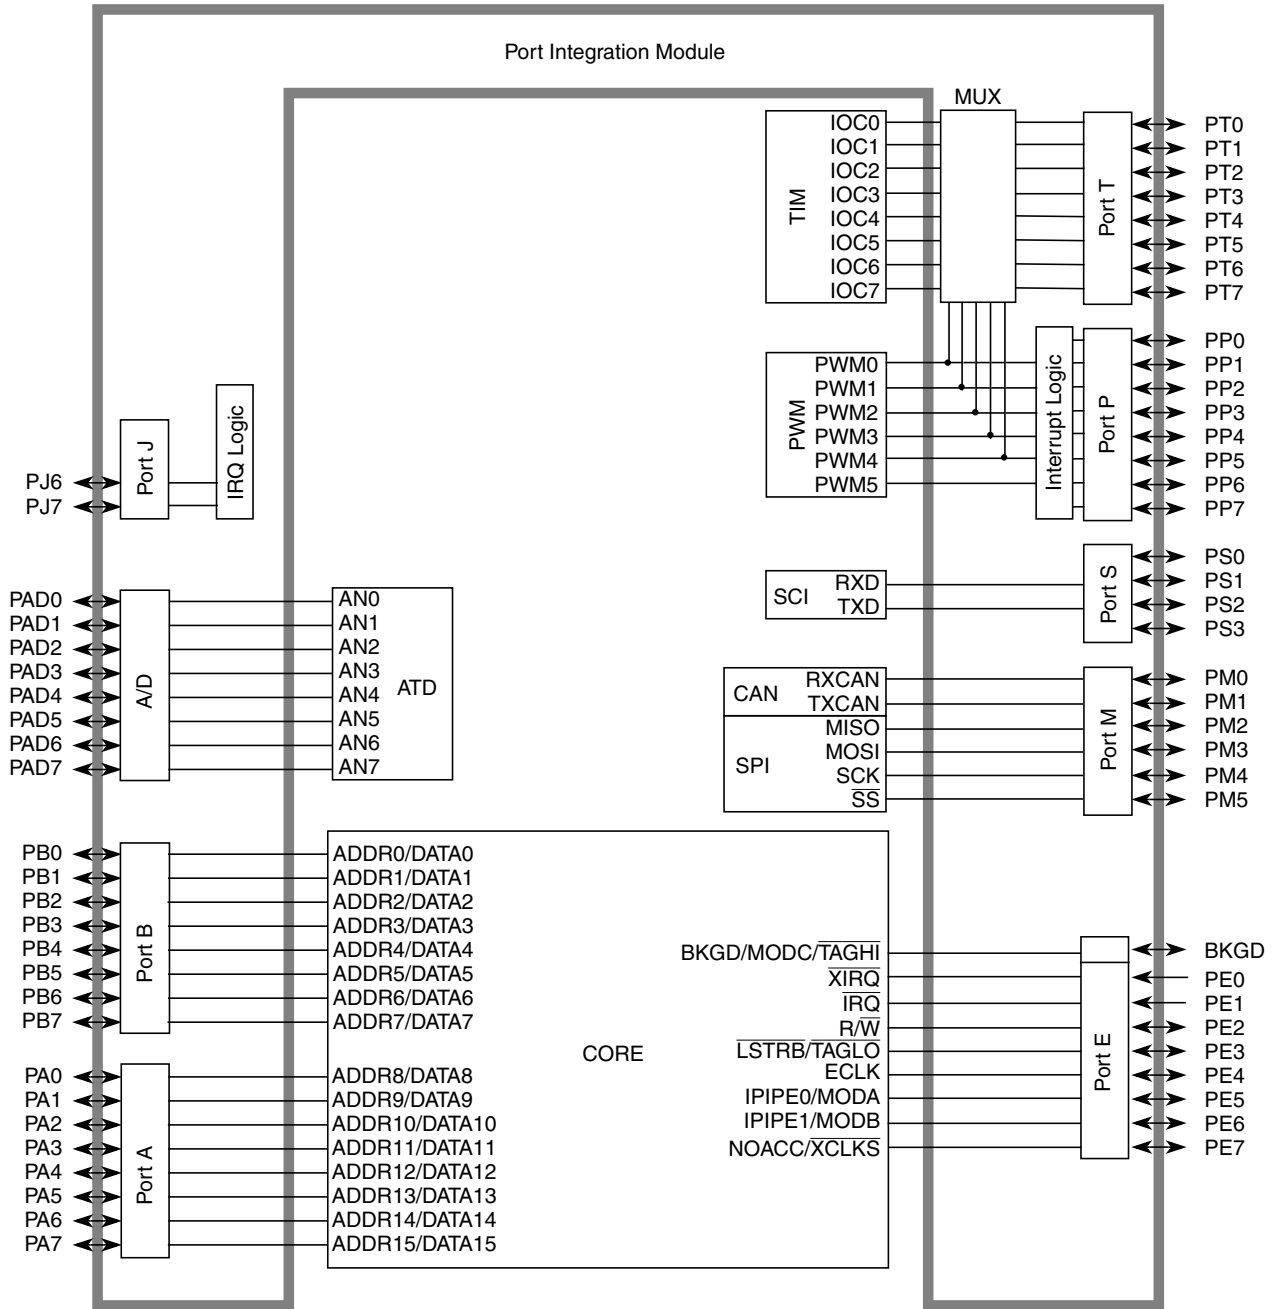 Port Integration Module
MUX
TIM
IOC0
IOC1
IOC2
IOC3
IOC4
IOC5
IOC6
IOC7
Port T
PT0
PT1
PT2
PT3
PT4
PT5
PT6
PT7
PWM
PWM0
PWM1
PWM2
PWM3
PWM4
PWM5
Interrupt Logic
Port P
PP0
PP1
PP2
PP3
PP4
PP5
PP6
PP7
PJ6
PJ7
Port J
IRQ Logic
SCI
RXD
TXD
Port S
PS0
PS1
PS2
PS3
PAD0
PAD1
PAD2
PAD3
PAD4
PAD5
PAD6
PAD7
A/D
AN0
AN1
AN2
AN3
AN4
AN5
AN6
AN7
ATD
CAN
RXCAN
TXCAN
SPI
MISO
MOSI
SCK
S̅S̅
Port M
PM0
PM1
PM2
PM3
PM4
PM5
PB0
PB1
PB2
PB3
PB4
PB5
PB6
PB7
Port B
ADDR0/DATA0
ADDR1/DATA1
ADDR2/DATA2
ADDR3/DATA3
ADDR4/DATA4
ADDR5/DATA5
ADDR6/DATA6
ADDR7/DATA7
PA0
PA1
PA2
PA3
PA4
PA5
PA6
PA7
Port A
ADDR8/DATA8
ADDR9/DATA9
ADDR10/DATA10
ADDR11/DATA11
ADDR12/DATA12
ADDR13/DATA13
ADDR14/DATA14
ADDR15/DATA15
CORE
BKGD/MODC/T̅A̅G̅H̅I̅
X̅I̅R̅Q̅
I̅R̅Q̅
R/W̅
L̅S̅T̅R̅B̅/T̅A̅G̅L̅O̅
ECLK
IPIPE0/MODA
IPIPE1/MODB
NOACC/X̅C̅L̅K̅S̅
Port E
BKGD
PE0
PE1
PE2
PE3
PE4
PE5
PE6
PE7